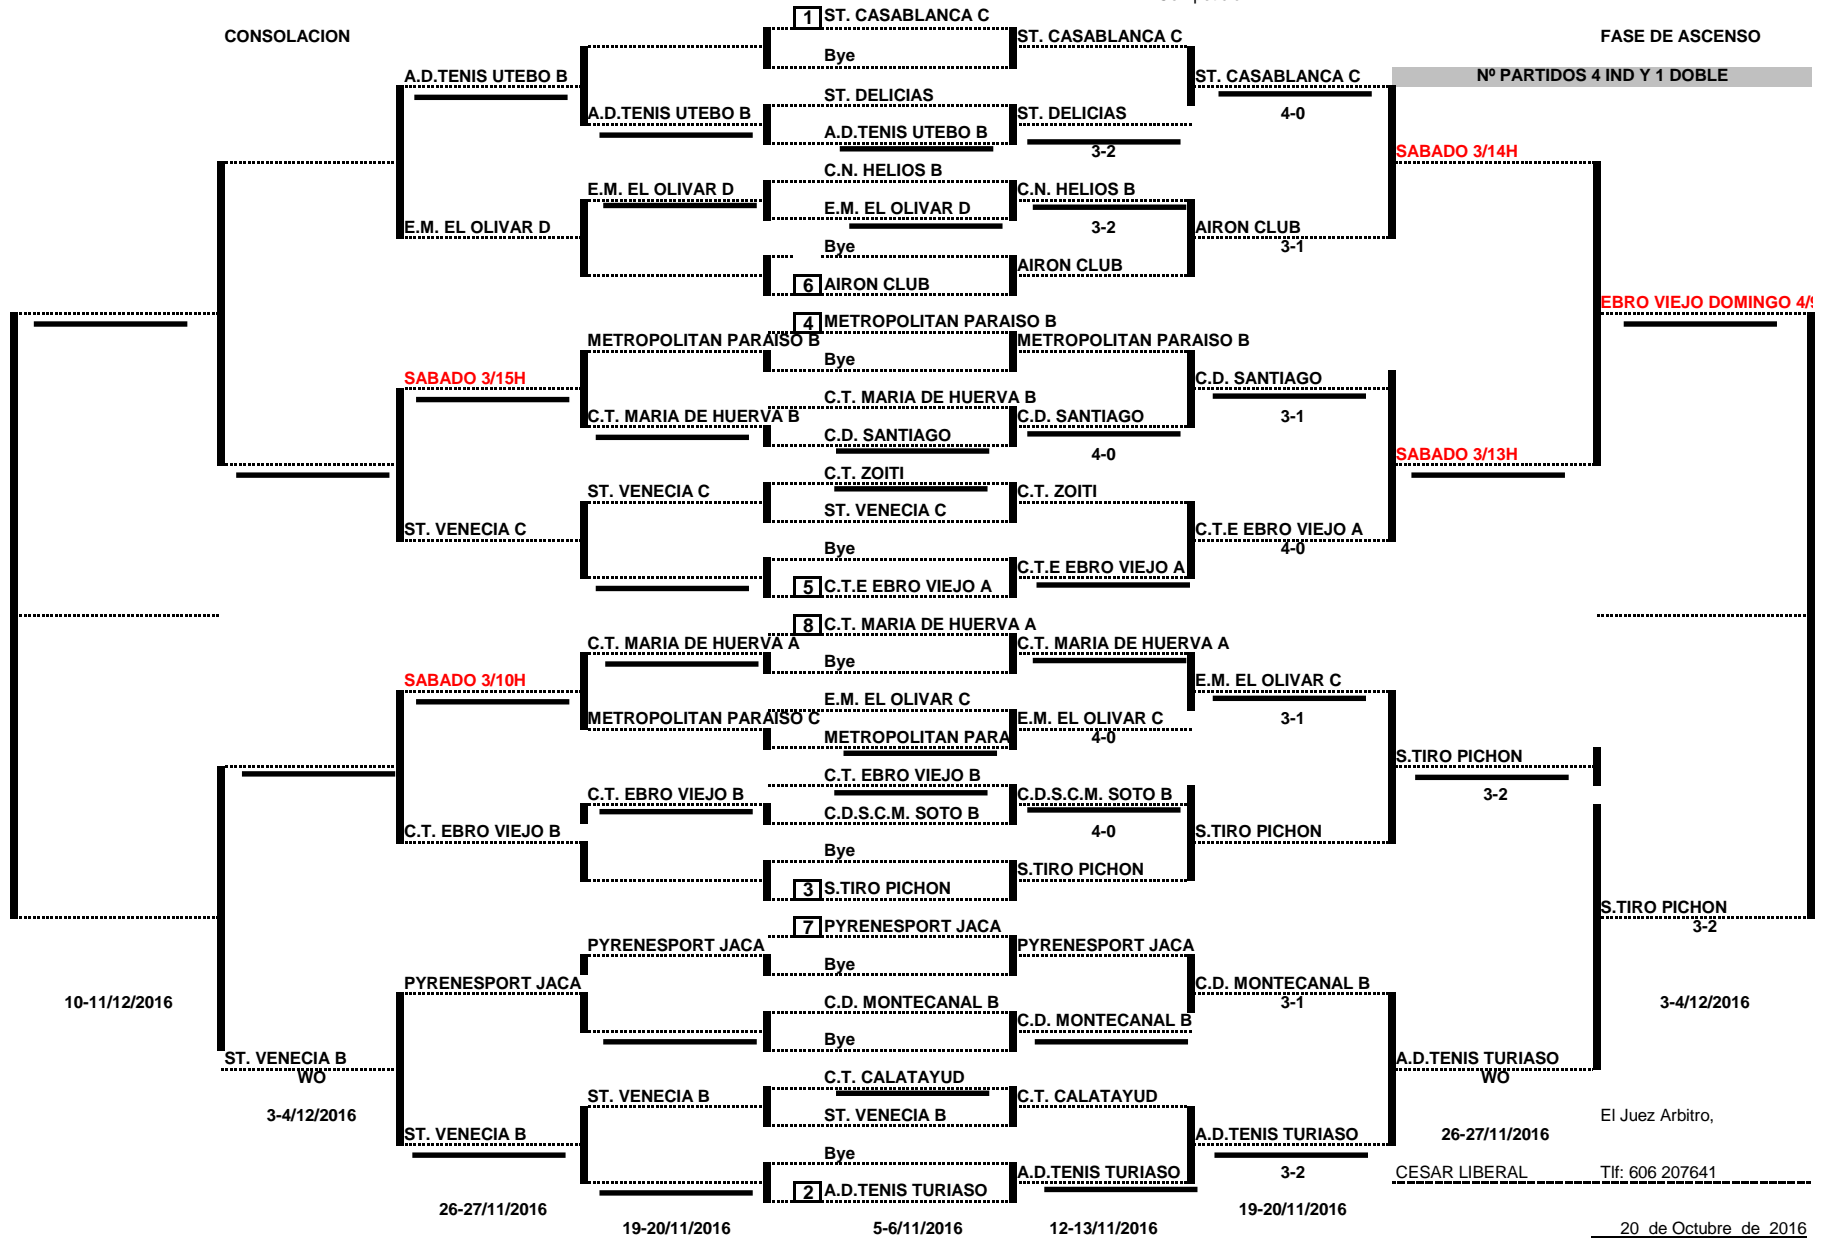 CONSOLACION
FASE DE ASCENSO
Nº PARTIDOS 4 IND Y 1 DOBLE
1 ST. CASABLANCA C
Bye
ST. DELICIAS
A.D.TENIS UTEBO B
C.N. HELIOS B
E.M. EL OLIVAR D
Bye
6 AIRON CLUB
4 METROPOLITAN PARAISO B
Bye
C.T. MARIA DE HUERVA B
C.D. SANTIAGO
C.T. ZOITI
ST. VENECIA C
Bye
5 C.T.E EBRO VIEJO A
8 C.T. MARIA DE HUERVA A
Bye
E.M. EL OLIVAR C
METROPOLITAN PARA
C.T. EBRO VIEJO B
C.D.S.C.M. SOTO B
Bye
3 S.TIRO PICHON
7 PYRENESPORT JACA
Bye
C.D. MONTECANAL B
Bye
C.T. CALATAYUD
ST. VENECIA B
Bye
2 A.D.TENIS TURIASO
5-6/11/2016
ST. CASABLANCA C
ST. DELICIAS
3-2
C.N. HELIOS B
3-2
AIRON CLUB
METROPOLITAN PARAISO B
C.D. SANTIAGO
4-0
C.T. ZOITI
C.T.E EBRO VIEJO A
C.T. MARIA DE HUERVA A
E.M. EL OLIVAR C
4-0
C.D.S.C.M. SOTO B
4-0
S.TIRO PICHON
PYRENESPORT JACA
C.D. MONTECANAL B
C.T. CALATAYUD
A.D.TENIS TURIASO
12-13/11/2016
ST. CASABLANCA C
4-0
AIRON CLUB
3-1
C.D. SANTIAGO
3-1
C.T.E EBRO VIEJO A
4-0
E.M. EL OLIVAR C
3-1
S.TIRO PICHON
C.D. MONTECANAL B
3-1
A.D.TENIS TURIASO
3-2
19-20/11/2016
SABADO 3/14H
SABADO 3/13H
S.TIRO PICHON
3-2
A.D.TENIS TURIASO
WO
26-27/11/2016
EBRO VIEJO DOMINGO 4/
S.TIRO PICHON
3-2
3-4/12/2016
A.D.TENIS UTEBO B
E.M. EL OLIVAR D
METROPOLITAN PARAISO B
C.T. MARIA DE HUERVA B
ST. VENECIA C
C.T. MARIA DE HUERVA A
METROPOLITAN PARAISO C
C.T. EBRO VIEJO B
PYRENESPORT JACA
ST. VENECIA B
19-20/11/2016
A.D.TENIS UTEBO B
E.M. EL OLIVAR D
SABADO 3/15H
ST. VENECIA C
SABADO 3/10H
C.T. EBRO VIEJO B
PYRENESPORT JACA
ST. VENECIA B
26-27/11/2016
ST. VENECIA B
WO
3-4/12/2016
10-11/12/2016
El Juez Arbitro,
CESAR LIBERAL Tlf: 606 207641
20 de Octubre de 2016